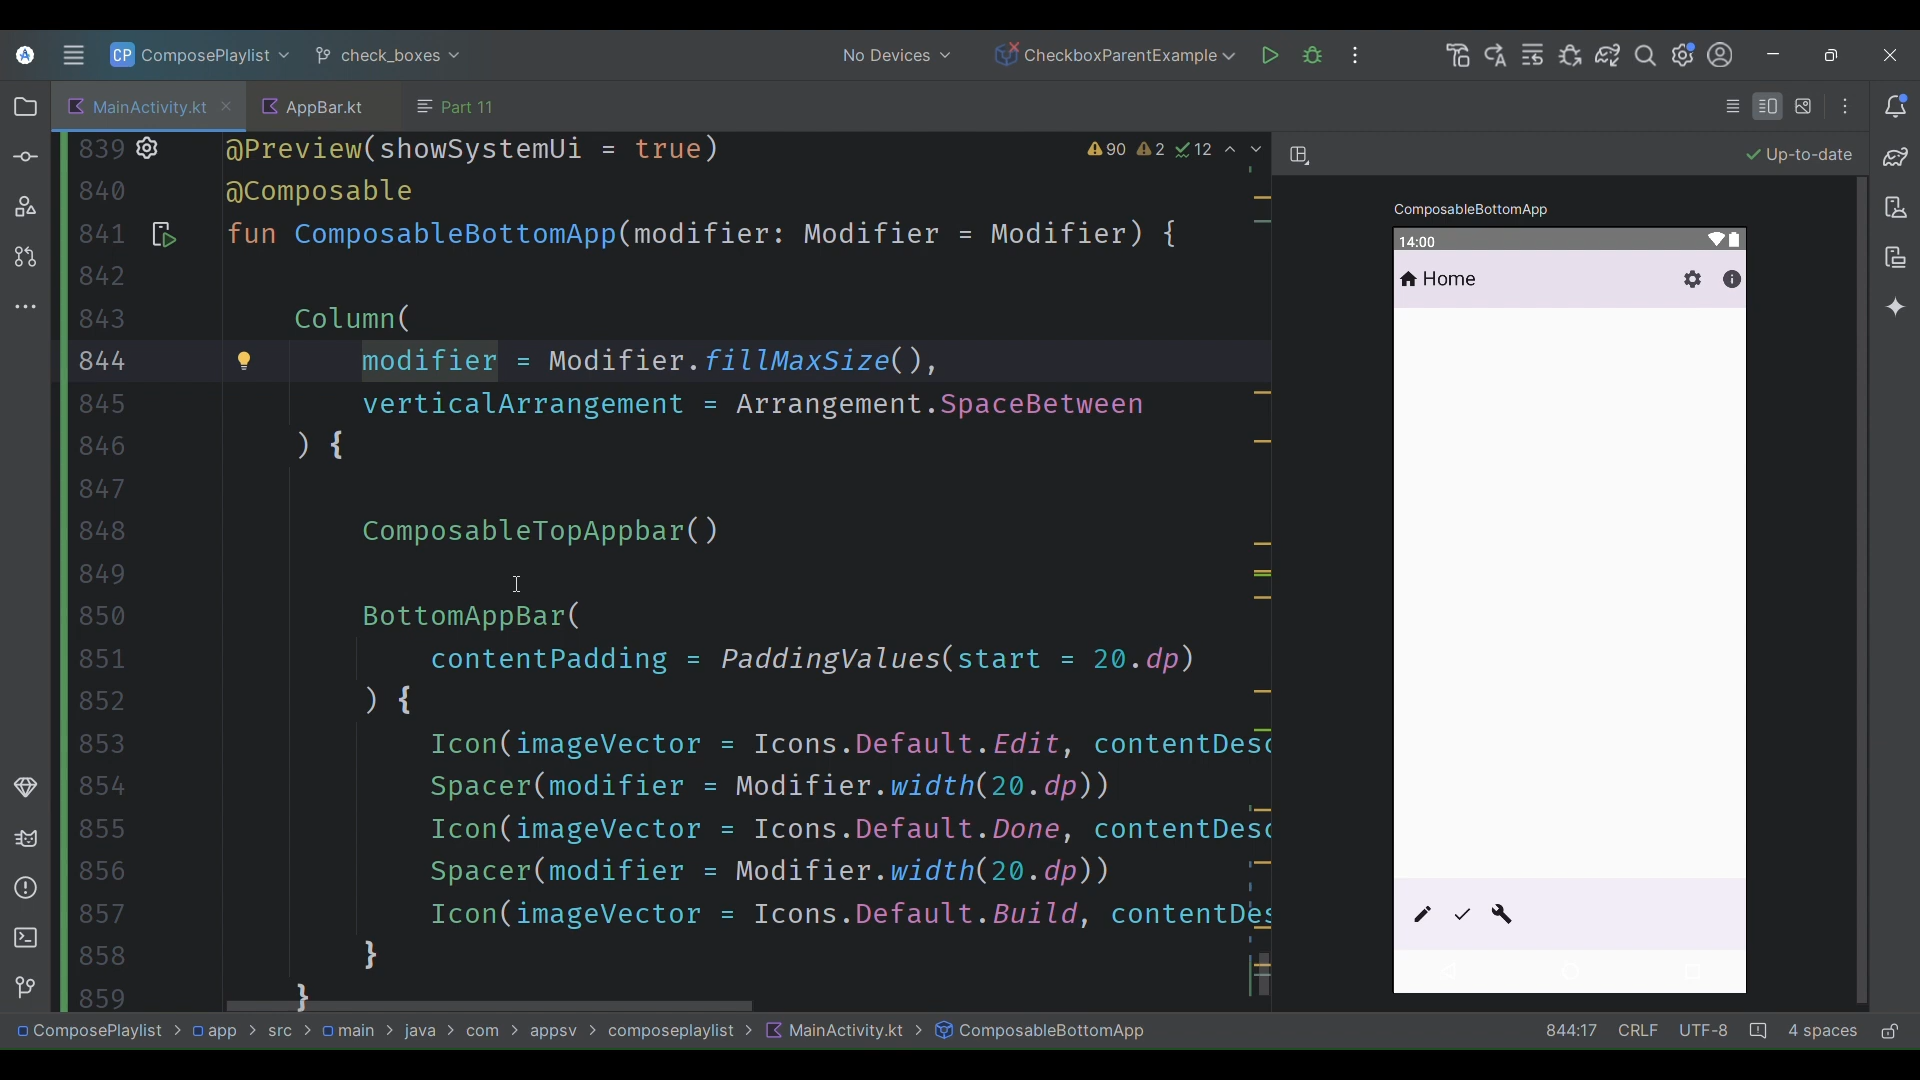 CP ComposePlaylist check_boxes No Devices CheckboxParentExample
MainActivity.kt AppBar.kt Part 11
839 @Preview(showSystemUi = true) 90 2 12
840 @Composable
841 fun ComposableBottomApp(modifier: Modifier = Modifier) {
842
843 Column(
844 modifier = Modifier.fillMaxSize(),
845 verticalArrangement = Arrangement.SpaceBetween
846 ) {
847
848 ComposableTopAppbar()
849
850 BottomAppBar(
851 contentPadding = PaddingValues(start = 20.dp)
852 ) {
853 Icon(imageVector = Icons.Default.Edit, contentDesc
854 Spacer(modifier = Modifier.width(20.dp))
855 Icon(imageVector = Icons.Default.Done, contentDesc
856 Spacer(modifier = Modifier.width(20.dp))
857 Icon(imageVector = Icons.Default.Build, contentDes
858 }
859 }
Up-to-date
ComposableBottomApp
14:00
Home
ComposePlaylist > app > src > main > java > com > appsv > composeplaylist > MainActivity.kt > ComposableBottomApp 844:17 CRLF UTF-8 4 spaces